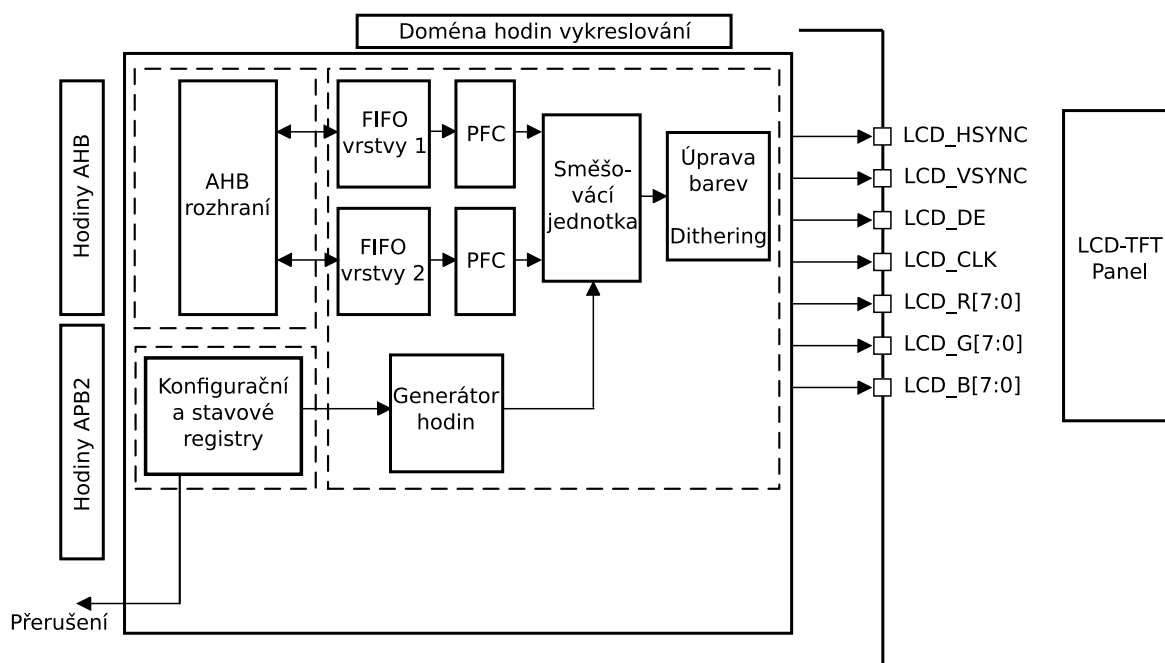 Doména hodin vykreslování
Hodiny AHB
Hodiny APB2
AHB
rozhraní
FIFO
vrstvy 1
PFC
FIFO
vrstvy 2
PFC
Směšo-
vácí
jednotka
Úprava
barev
Dithering
Konfigurační
a stavové
registry
Generátor
hodin
Přerušení
LCD_HSYNC
LCD_VSYNC
LCD_DE
LCD_CLK
LCD_R[7:0]
LCD_G[7:0]
LCD_B[7:0]
LCD-TFT
Panel